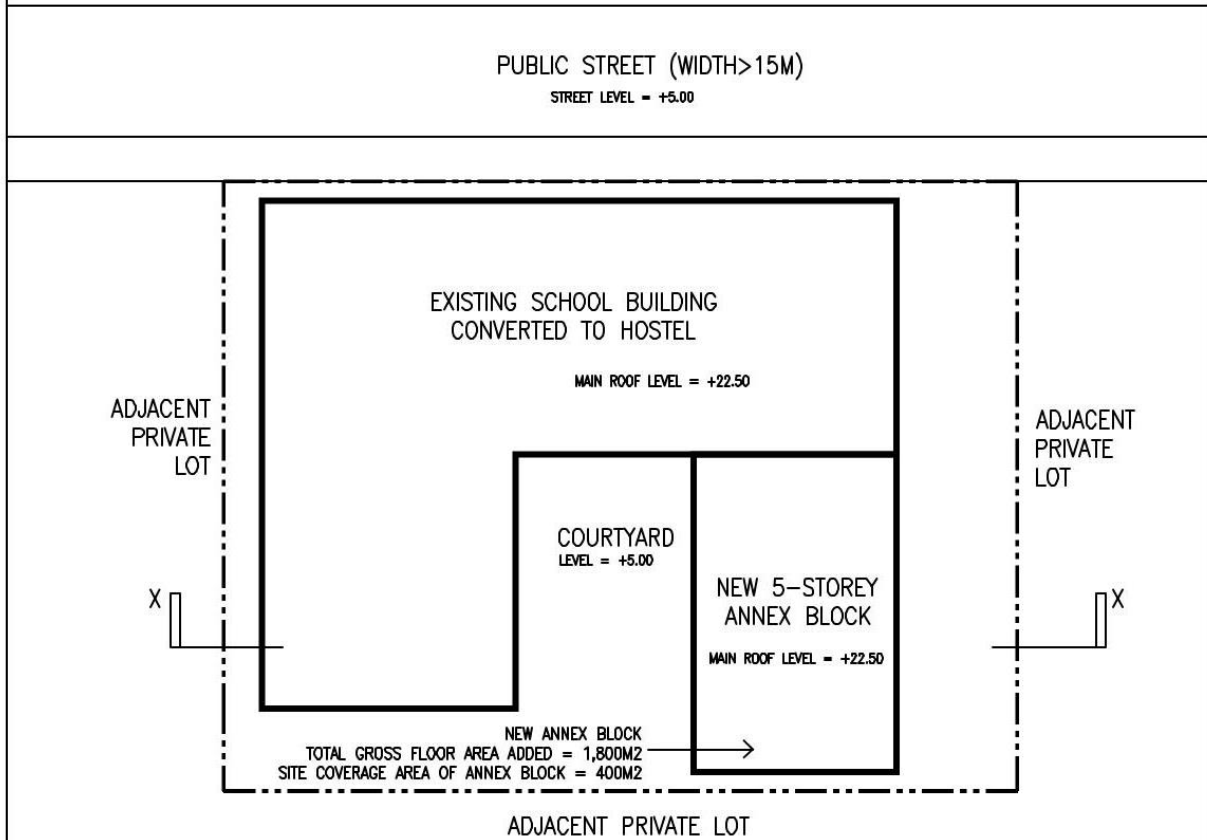 PUBLIC STREET (WIDTH>15M)
STREET LEVEL = +5.00
EXISTING SCHOOL BUILDING
CONVERTED TO HOSTEL
MAIN ROOF LEVEL = +22.50
ADJACENT
PRIVATE
LOT
ADJACENT
PRIVATE
LOT
COURTYARD
LEVEL = +5.00
NEW 5-STOREY
ANNEX BLOCK
MAIN ROOF LEVEL = +22.50
X
X
NEW ANNEX BLOCK
TOTAL GROSS FLOOR AREA ADDED = 1,800M2
SITE COVERAGE AREA OF ANNEX BLOCK = 400M2
ADJACENT PRIVATE LOT